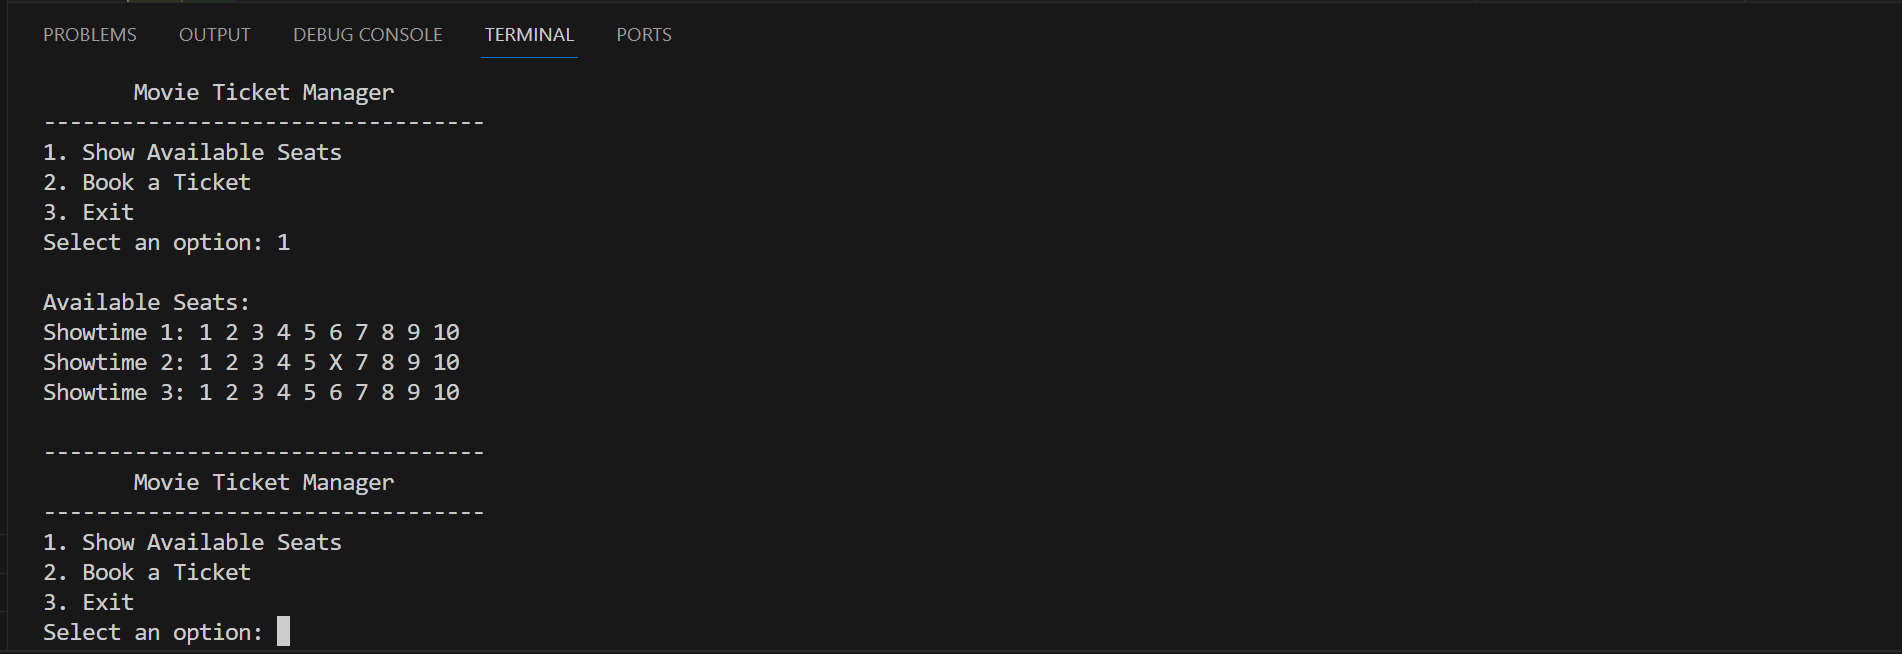 PROBLEMS OUTPUT DEBUG CONSOLE TERMINAL PORTS
Movie Ticket Manager
----------------------------------
1. Show Available Seats
2. Book a Ticket
3. Exit
Select an option: 1
Available Seats:
Showtime 1: 1 2 3 4 5 6 7 8 9 10
Showtime 2: 1 2 3 4 5 X 7 8 9 10
Showtime 3: 1 2 3 4 5 6 7 8 9 10
----------------------------------
Movie Ticket Manager
----------------------------------
1. Show Available Seats
2. Book a Ticket
3. Exit
Select an option: